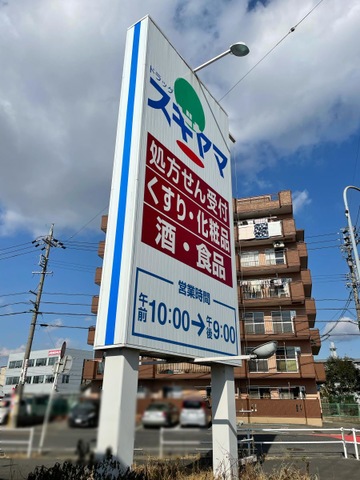 ドラッグ
スギヤマ
処方せん受付
くすり・化粧品
酒・食品
営業時間
午前10:00→午後9:00